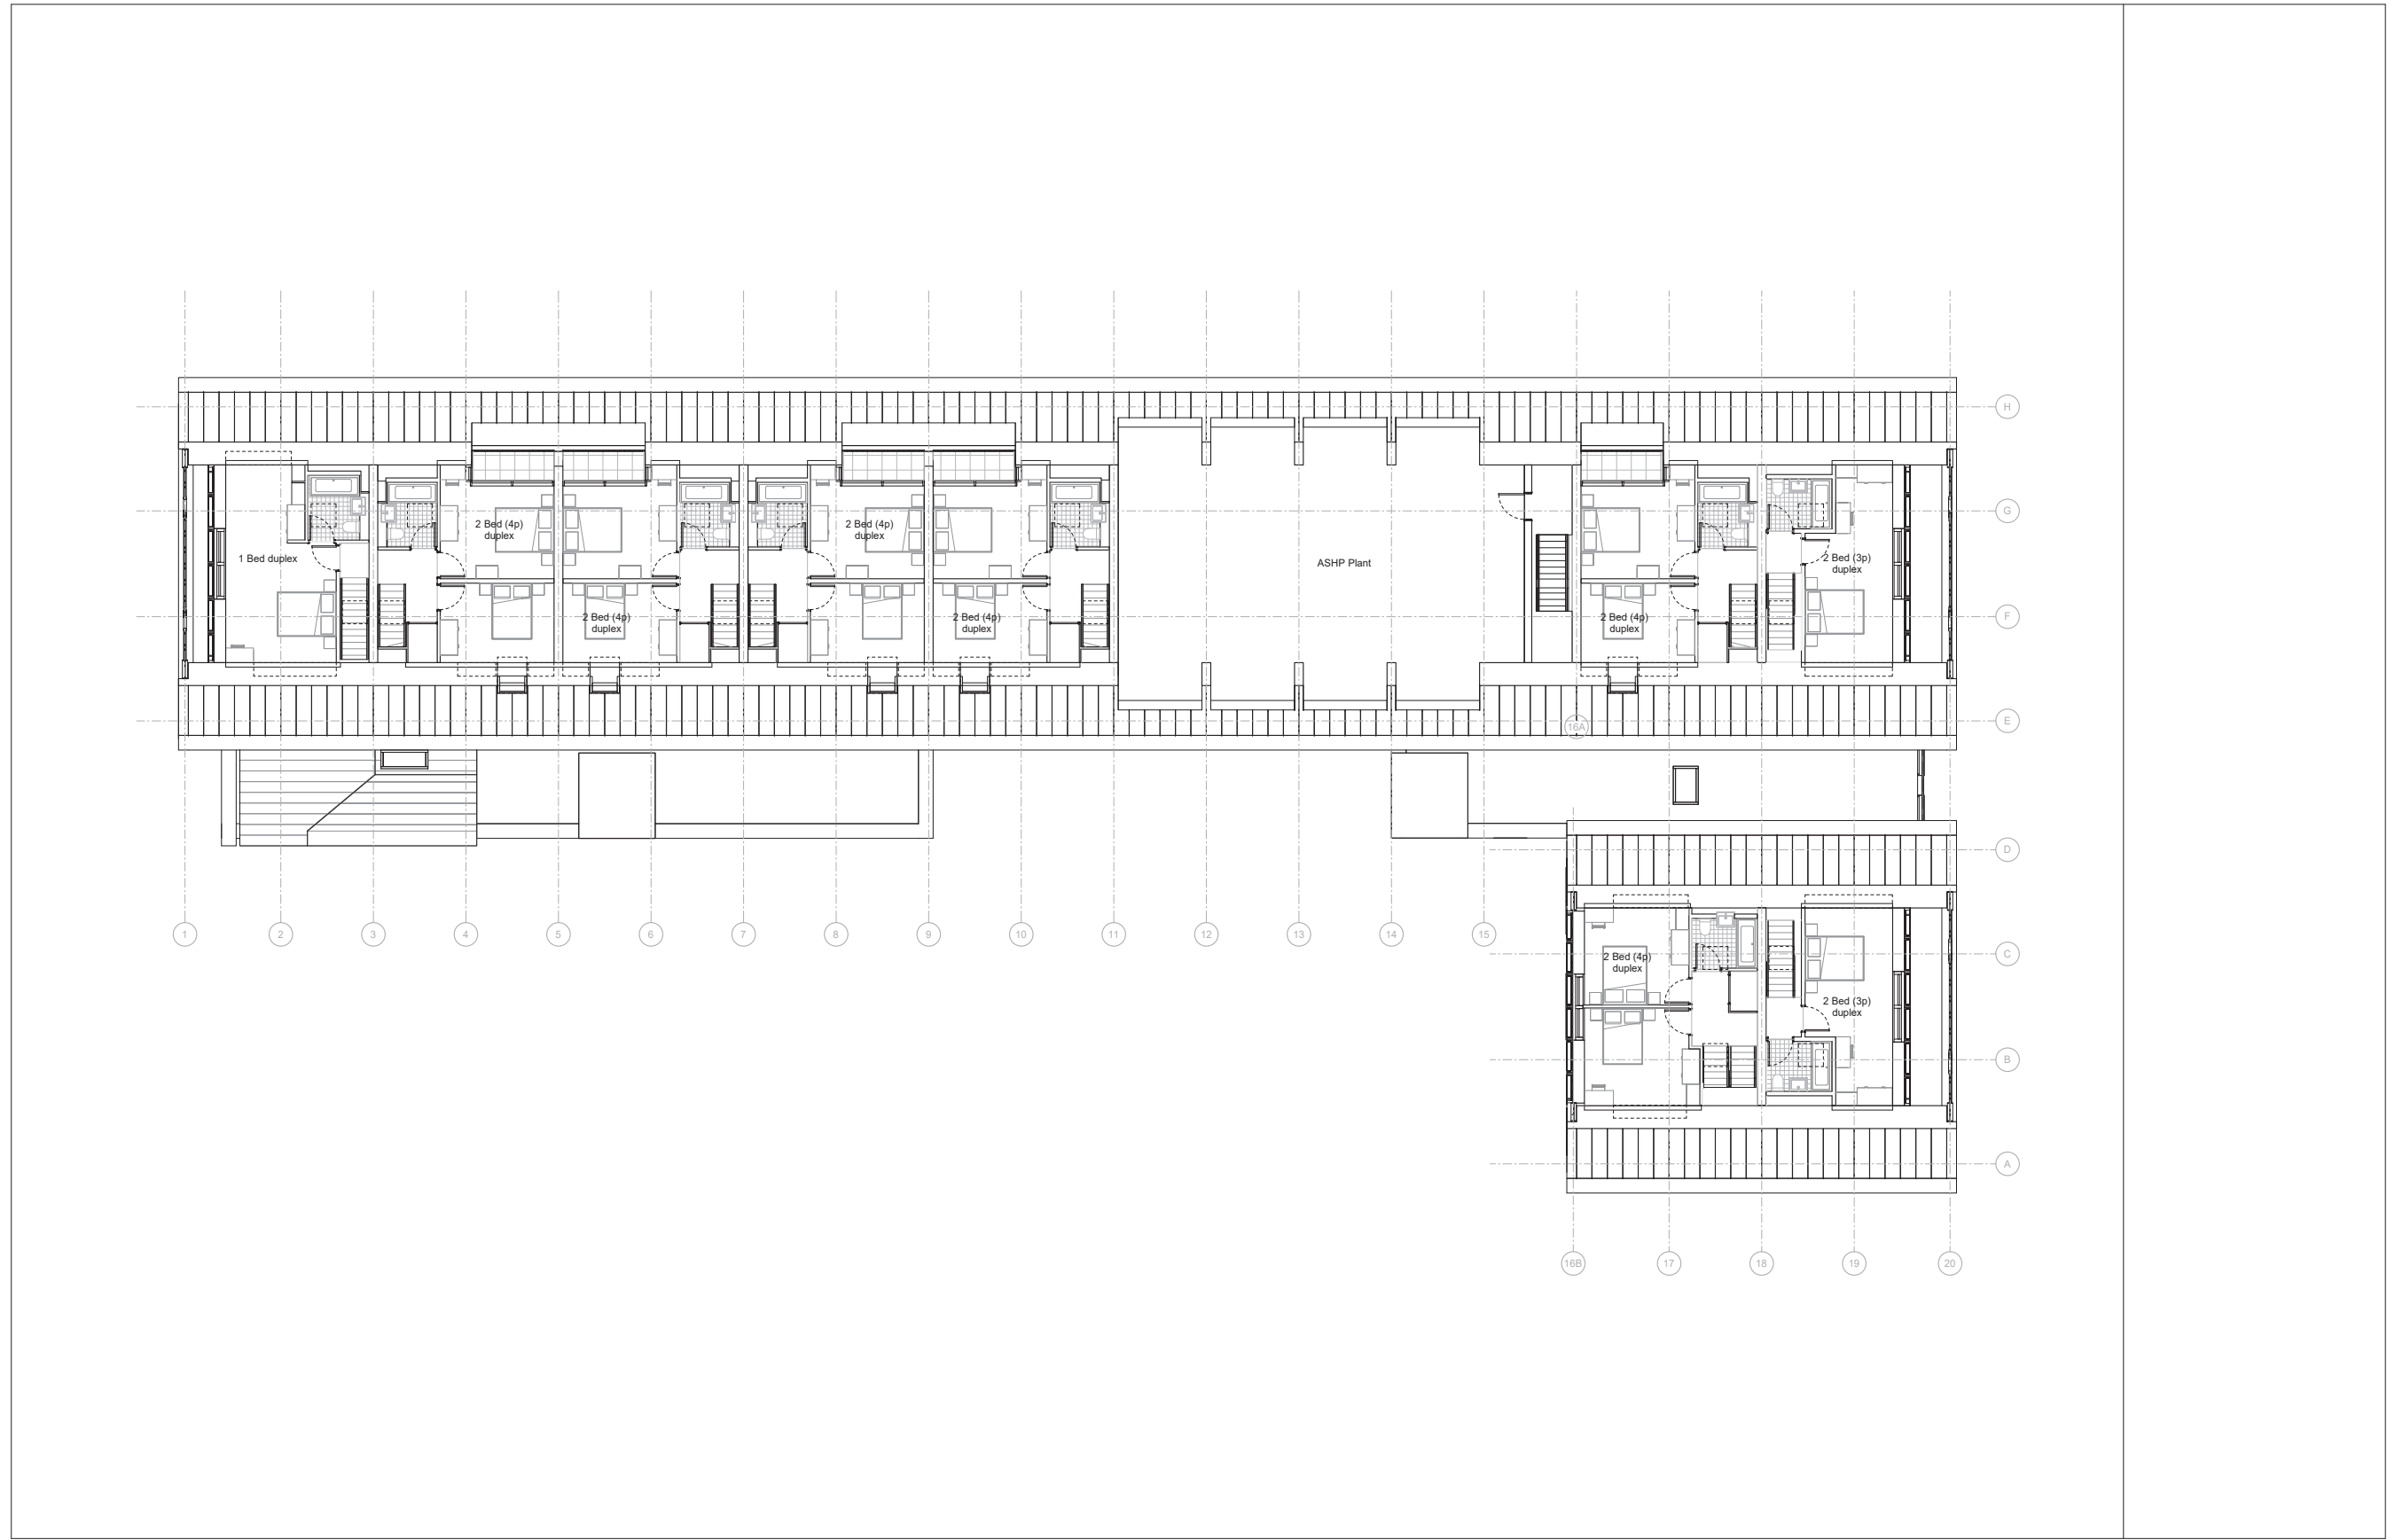 H
2 Bed (4p)
duplex
2 Bed (4p)
duplex
G
1 Bed duplex
2 Bed (3p)
duplex
ASHP Plant
2 Bed (4p)
duplex
2 Bed (4p)
duplex
2 Bed (4p)
duplex
F
E
16A
D
1
2
3
4
5
6
7
8
9
10
11
12
13
14
15
2 Bed (4p)
duplex
C
2 Bed (3p)
duplex
B
A
16B
17
18
19
20